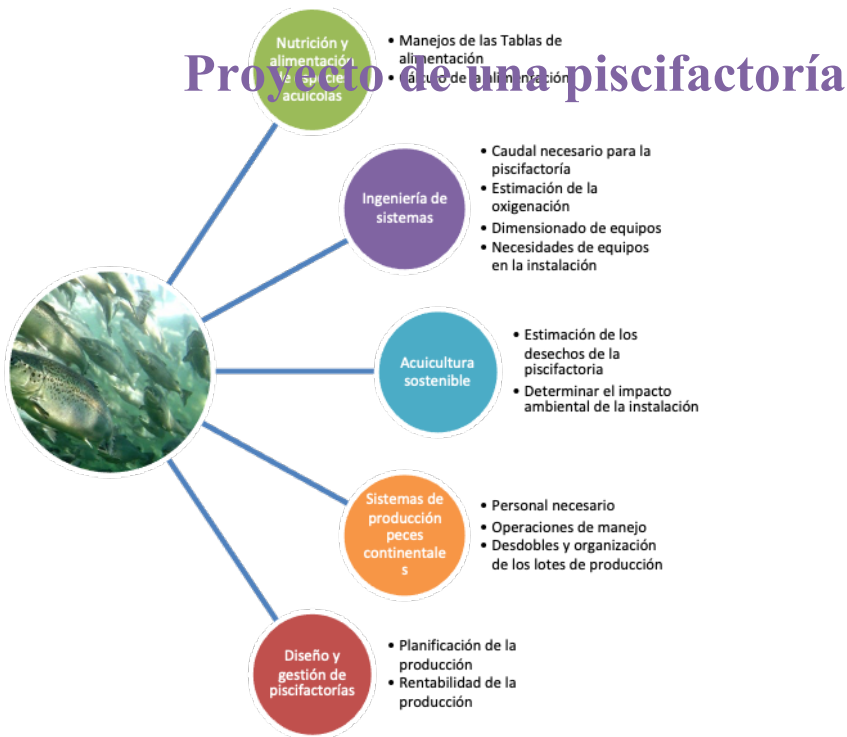 Proyecto de una piscifactoría
Nutrición y
alimentación
de especies
acuícolas
• Manejos de las Tablas de
alimentación
• Cálculo de la alimentación
Ingeniería de
sistemas
• Caudal necesario para la
piscifactoría
• Estimación de la
oxigenación
• Dimensionado de equipos
• Necesidades de equipos
en la instalación
Acuicultura
sostenible
• Estimación de los
desechos de la
piscifactoria
• Determinar el impacto
ambiental de la instalación
Sistemas de
producción
peces
continentale
s
• Personal necesario
• Operaciones de manejo
• Desdobles y organización
de los lotes de producción
Diseño y
gestión de
piscifactorías
• Planificación de la
producción
• Rentabilidad de la
producción